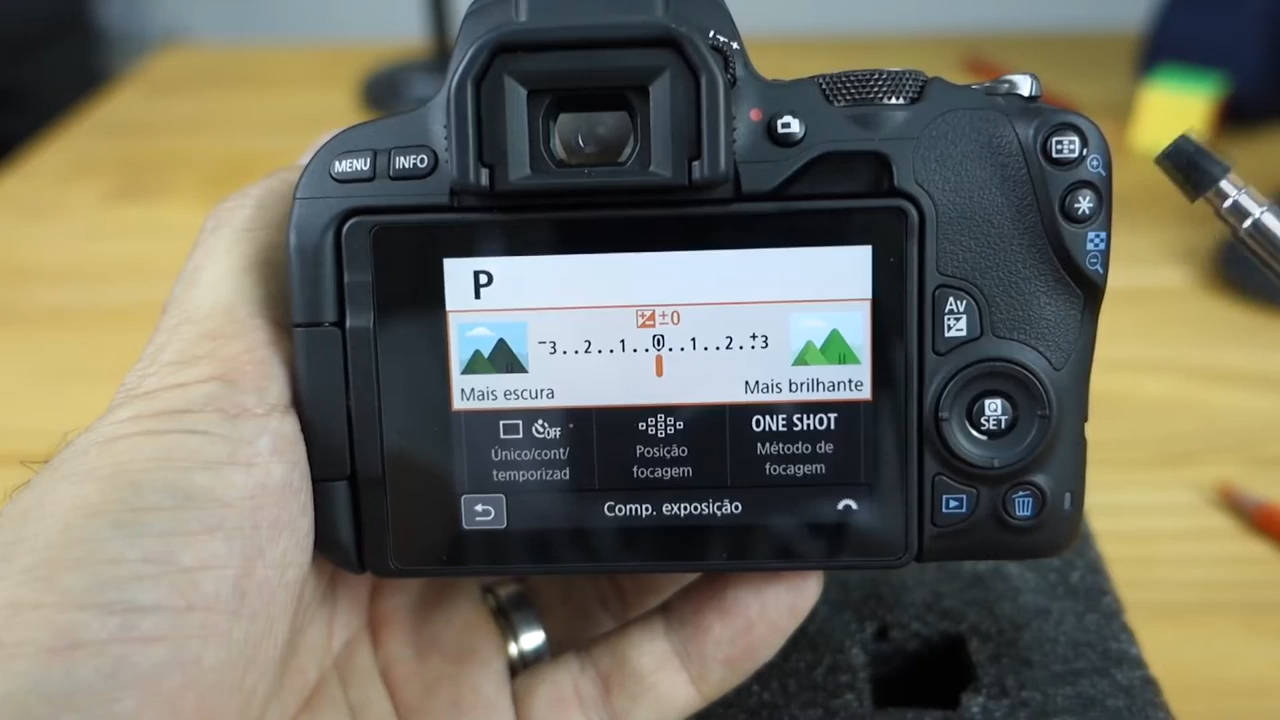 MENU INFO
P
±0
-3..2..1..0..1..2.+3
Mais escura
Mais brilhante
OFF
ONE SHOT
Único/cont/
temporizad
Posição
focagem
Método de
focagem
Comp. exposição
Av
Q
SET